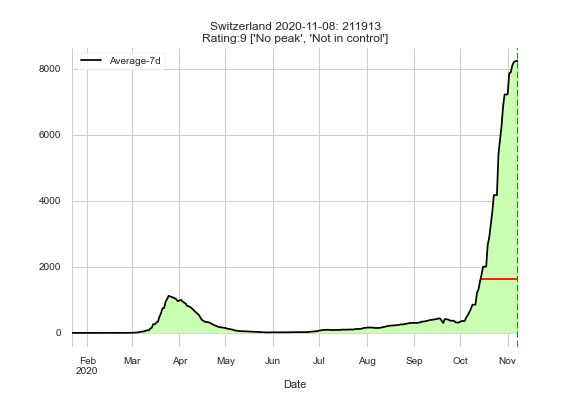 Switzerland 2020-11-08: 211913
Rating:9 ['No peak', 'Not in control']
Average-7d
8000
6000
4000
2000
0
Feb Mar Apr May Jun Jul Aug Sep Oct Nov
2020
Date